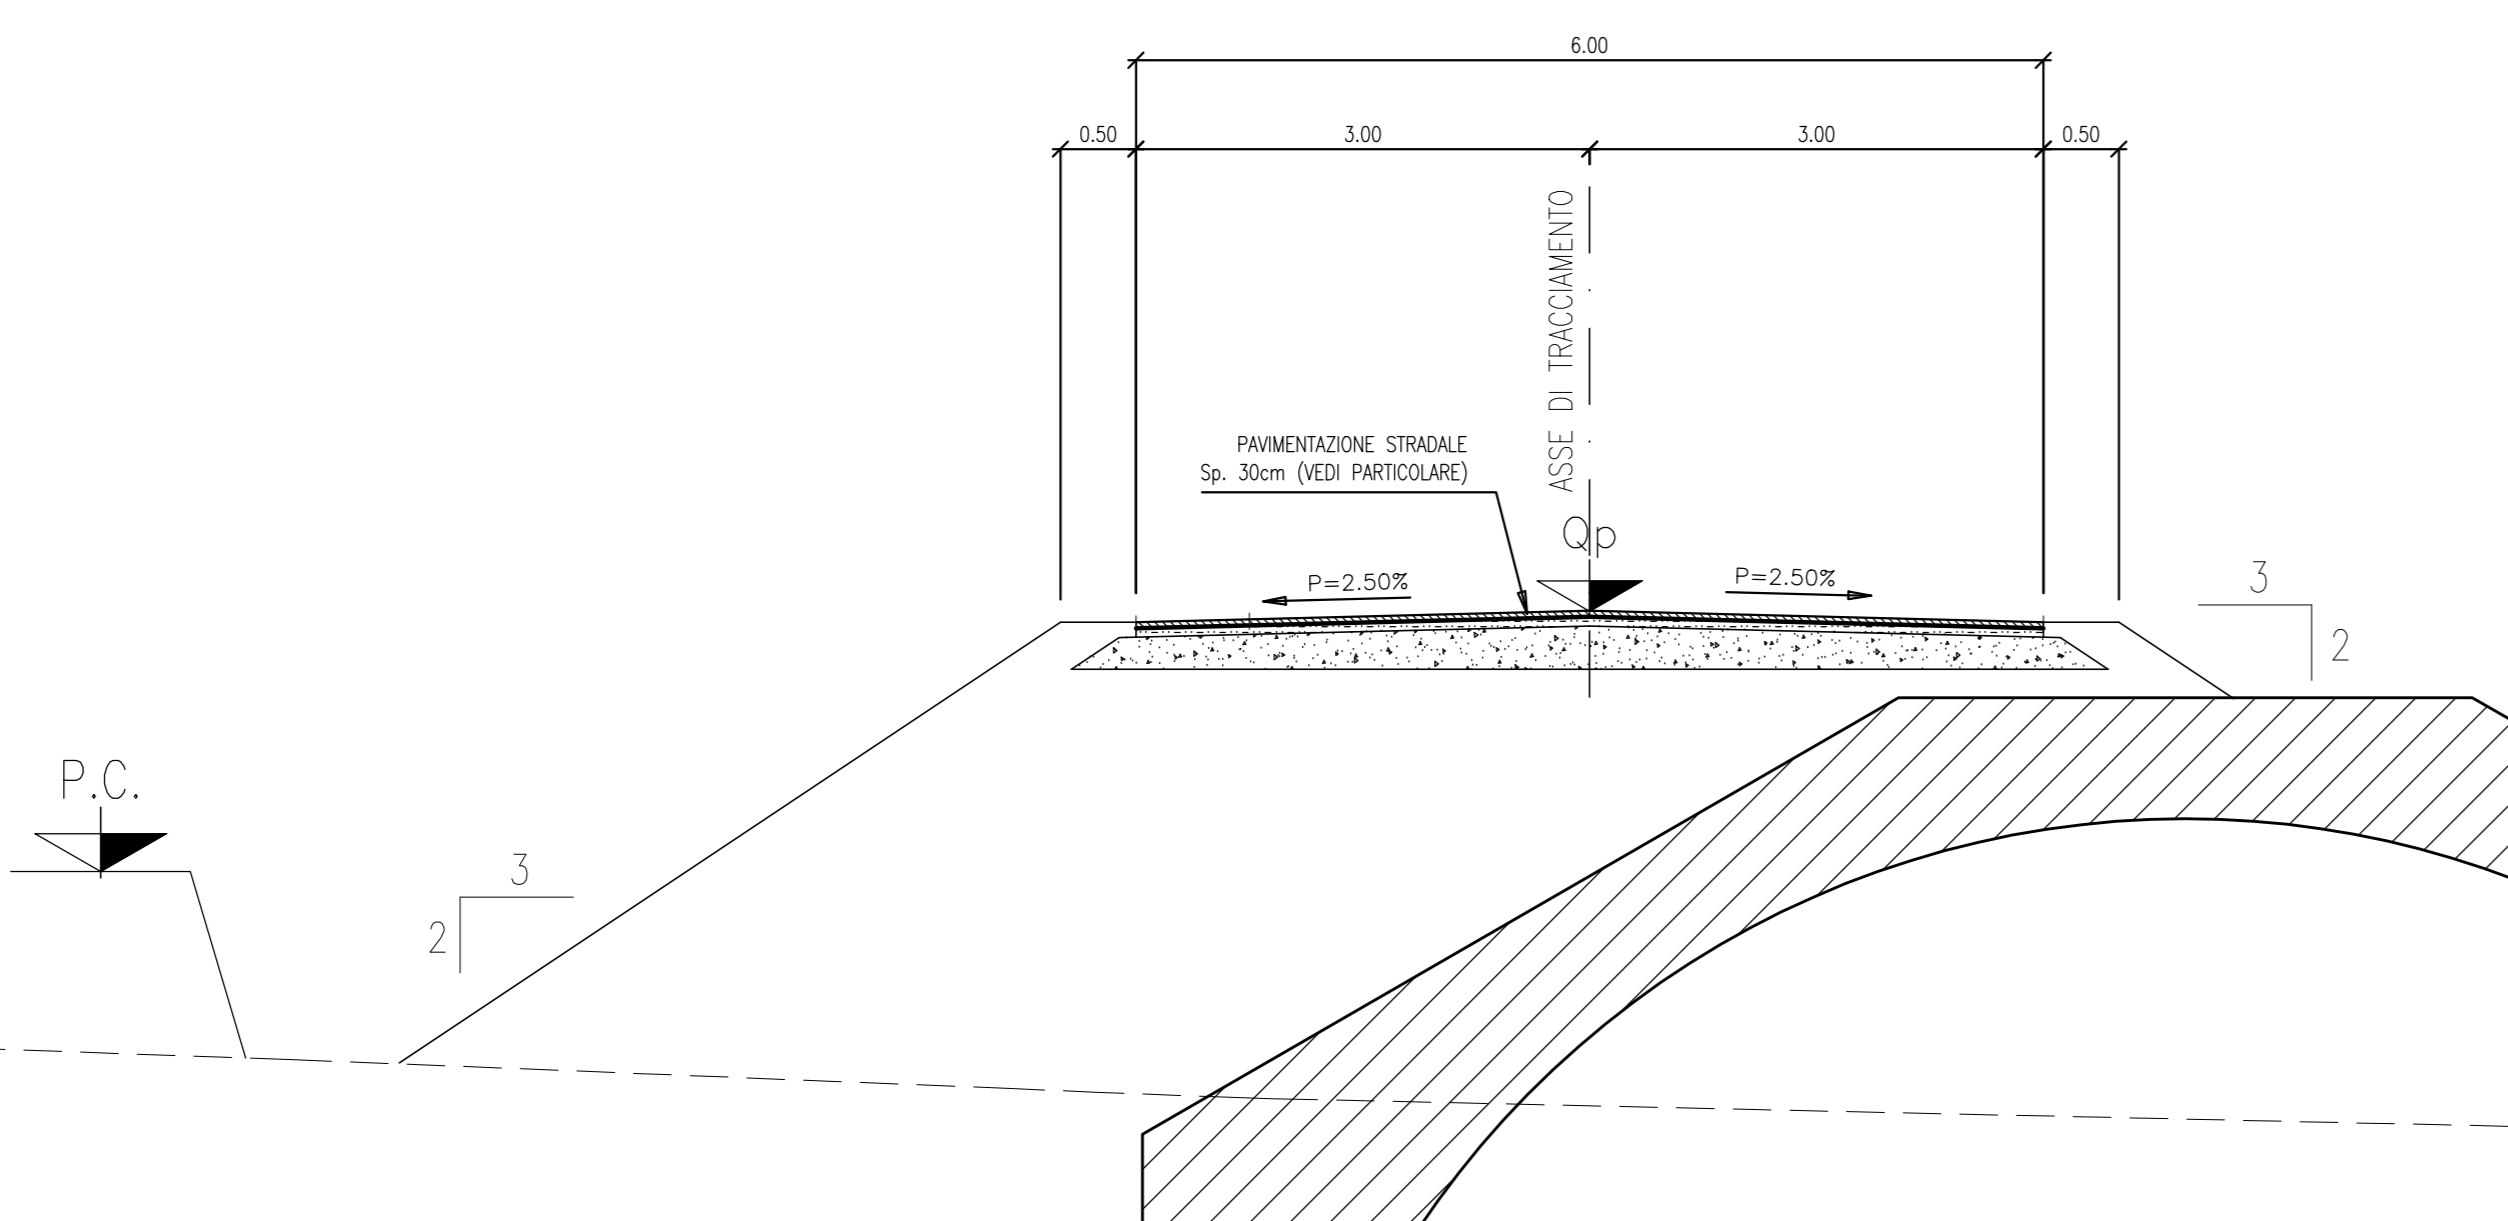 6.00
0.50
3.00
3.00
0.50
ASSE DI TRACCIAMENTO
PAVIMENTAZIONE STRADALE
Sp. 30cm (VEDI PARTICOLARE)
Qp
P=2.50%
P=2.50%
3
2
P.C.
3
2